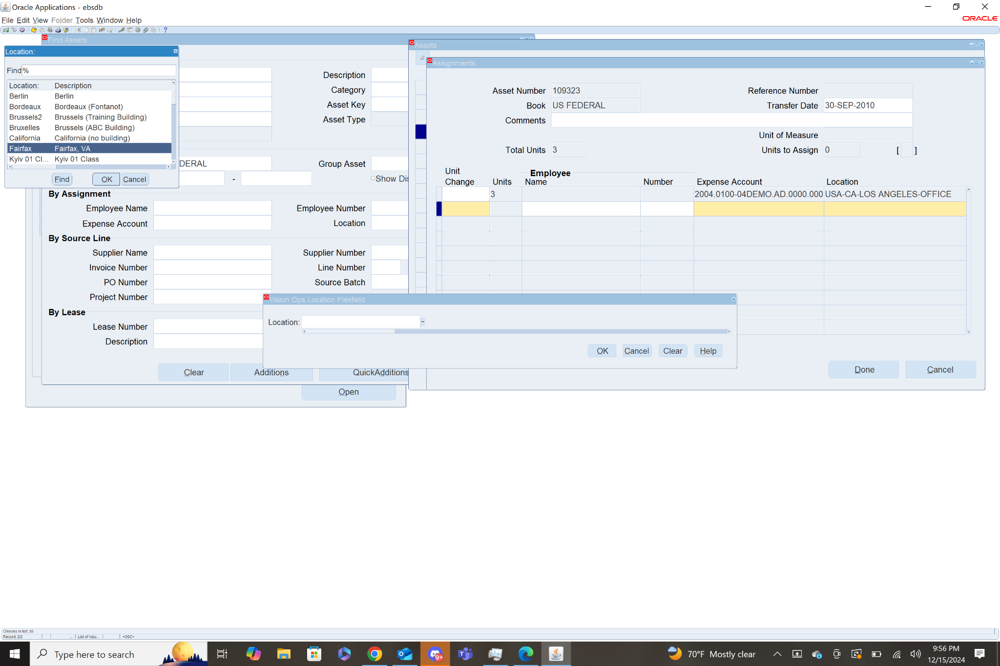 Oracle Applications - ebsdb
File Edit View Folder Tools Window Help
ORACLE
Find Assets
Location:
Find %
Location: Description
Berlin Berlin
Bordeaux Bordeaux (Fontanot)
Brussels2 Brussels (Training Building)
Bruxelles Brussels (ABC Building)
California California (no building)
Fairfax Fairfax, VA
Kyiv 01 Cl... Kyiv 01 Class
Find OK Cancel
Description
Category
Asset Key
Asset Type
DERAL
Group Asset
-
Show Dis
By Assignment
Employee Name
Employee Number
Expense Account
Location
By Source Line
Supplier Name
Supplier Number
Invoice Number
Line Number
PO Number
Source Batch
Project Number
By Lease
Lease Number
Description
Clear
Additions
QuickAdditions
Open
Assets
Assignments
Asset Number 109323
Reference Number
Book US FEDERAL
Transfer Date 30-SEP-2010
Comments
Unit of Measure
Total Units 3
Units to Assign 0
[ ]
Unit Change
Units
Employee
Name
Number
Expense Account
Location
3 2004.0100-04DEMO.AD.0000.000 USA-CA-LOS ANGELES-OFFICE
Vision Ops Location Flexfield
Location:
OK Cancel Clear Help
Done Cancel
Choices in list: 30
Record: 2/2 ... List of Valu... <OSC>
Type here to search
9+
70°F Mostly clear
9:56 PM
12/15/2024